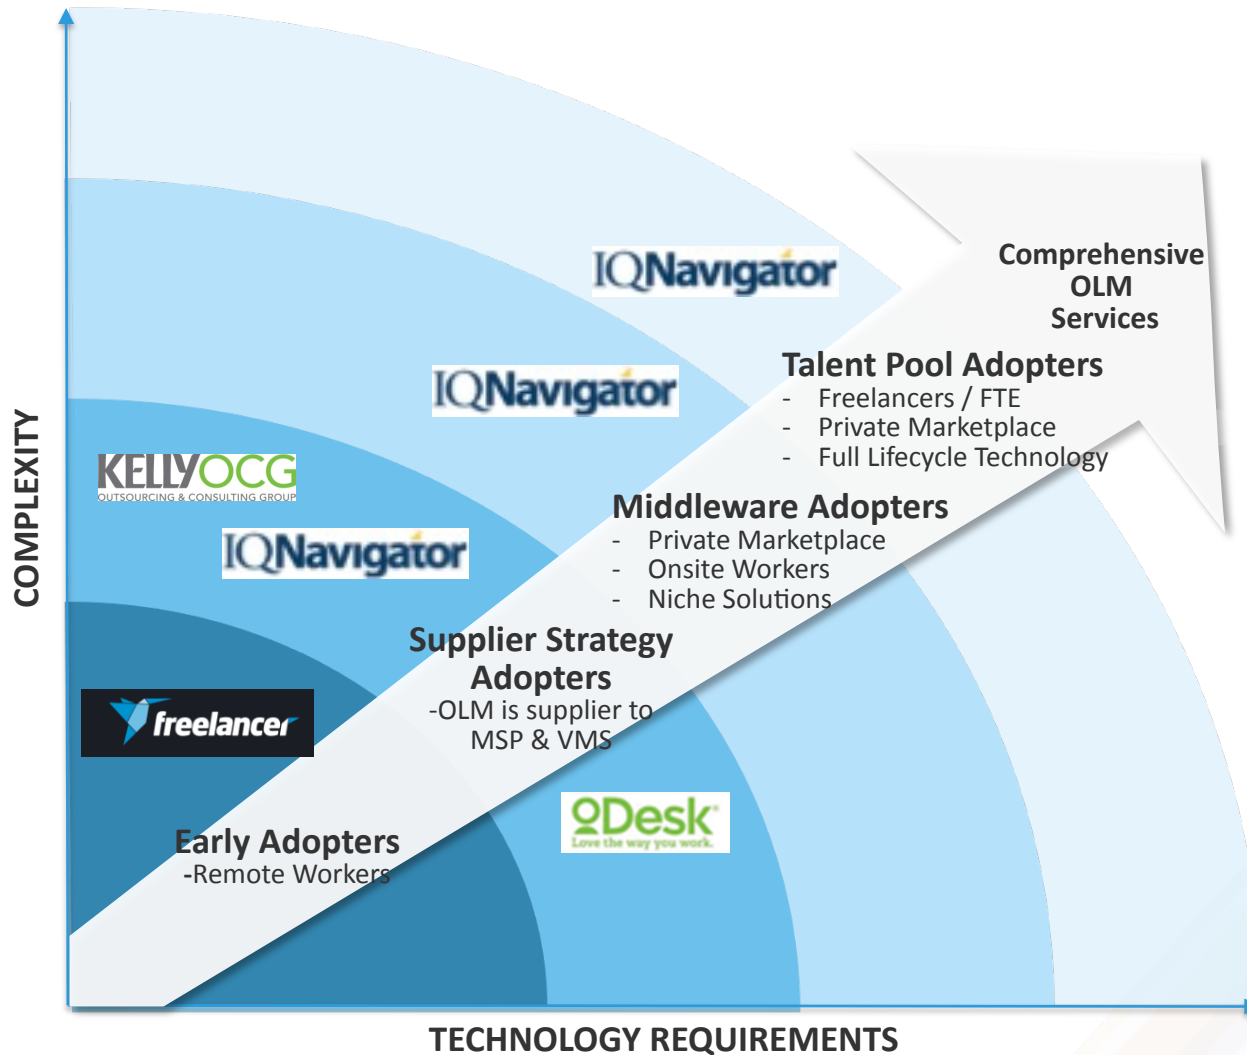 IQNavigator
Comprehensive
OLM
Services
IQNavigator
Talent Pool Adopters
- Freelancers / FTE
- Private Marketplace
- Full Lifecycle Technology
COMPLEXITY
KELLYOCG
OUTSOURCING & CONSULTING GROUP
IQNavigator
Middleware Adopters
- Private Marketplace
- Onsite Workers
- Niche Solutions
Supplier Strategy
Adopters
-OLM is supplier to
MSP & VMS
freelancer
oDesk
Love the way you work.
Early Adopters
-Remote Workers
TECHNOLOGY REQUIREMENTS